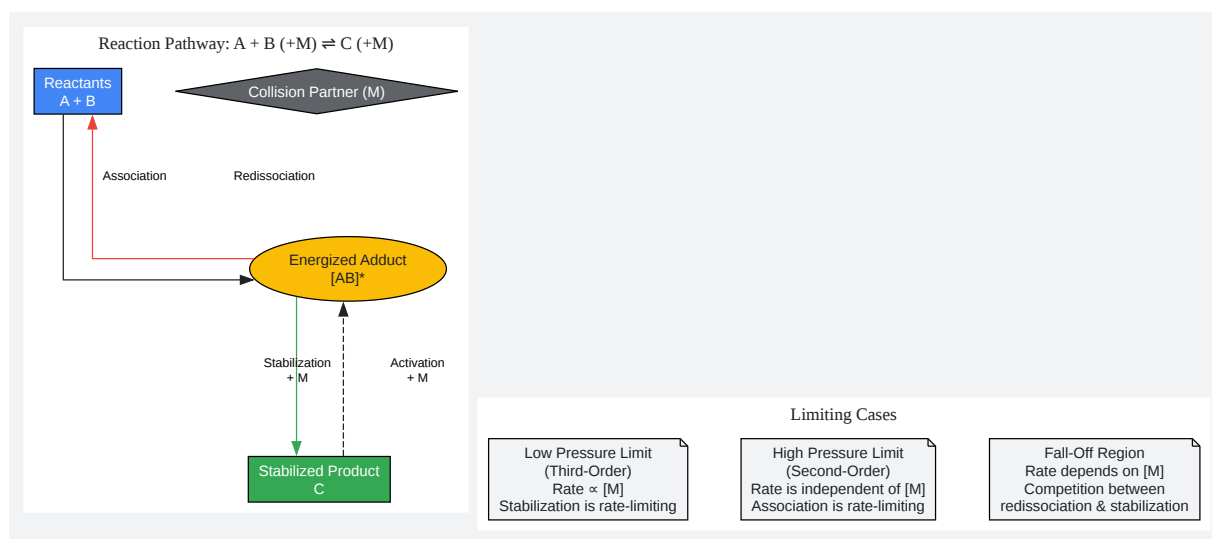 Reaction Pathway: A + B (+M) ⇌ C (+M)
Reactants
A + B
Collision Partner (M)
Association
Redissociation
Energized Adduct
[AB]*
Stabilization
+ M
Activation
+ M
Stabilized Product
C
Limiting Cases
Low Pressure Limit
(Third-Order)
Rate ∝ [M]
Stabilization is rate-limiting
High Pressure Limit
(Second-Order)
Rate is independent of [M]
Association is rate-limiting
Fall-Off Region
Rate depends on [M]
Competition between
redissociation & stabilization